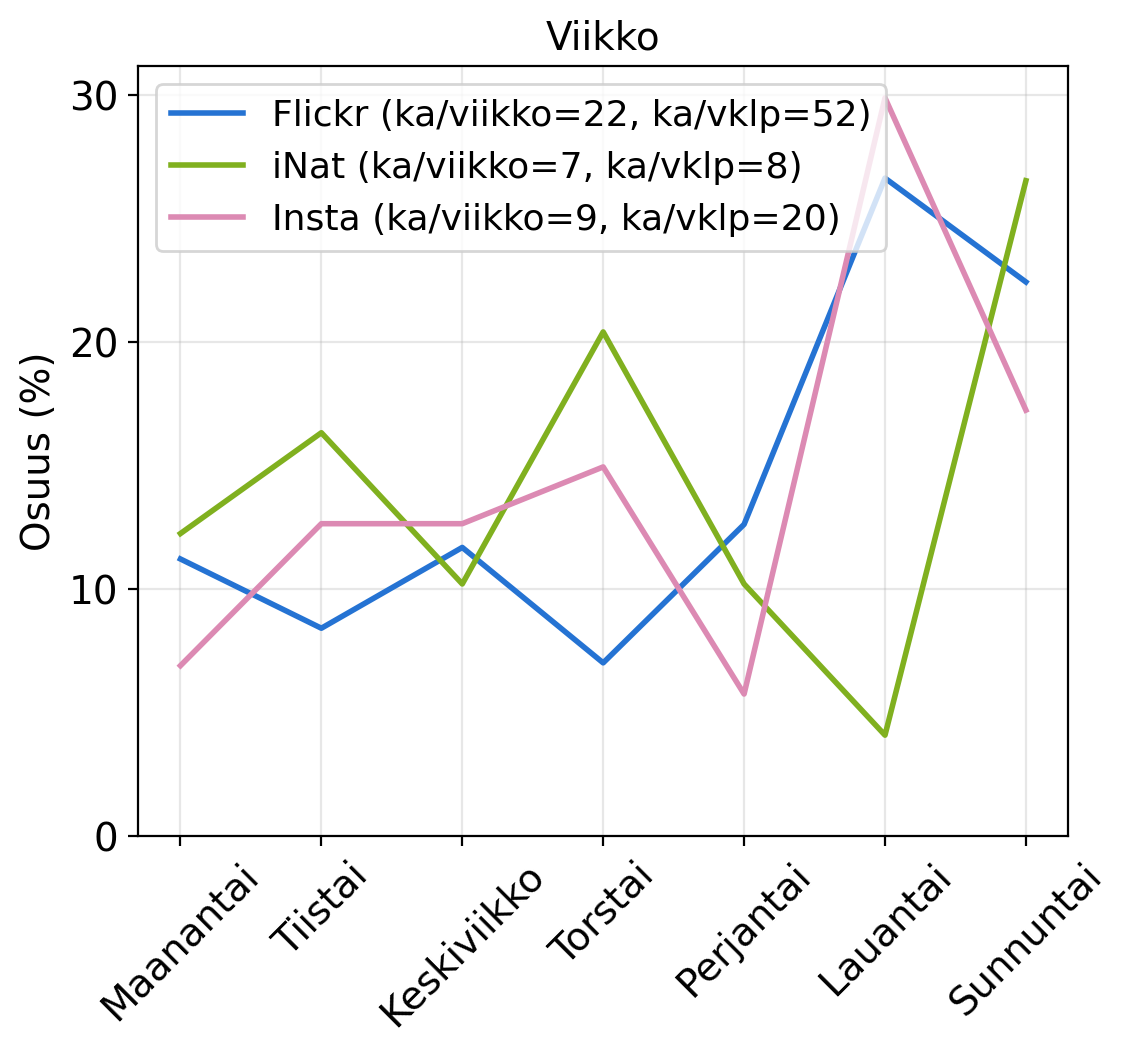 Viikko
Flickr (ka/viikko=22, ka/vklp=52)
iNat (ka/viikko=7, ka/vklp=8)
Insta (ka/viikko=9, ka/vklp=20)
Osuus (%)
30
20
10
0
Maanantai
Tiistai
Keskiviikko
Torstai
Perjantai
Lauantai
Sunnuntai